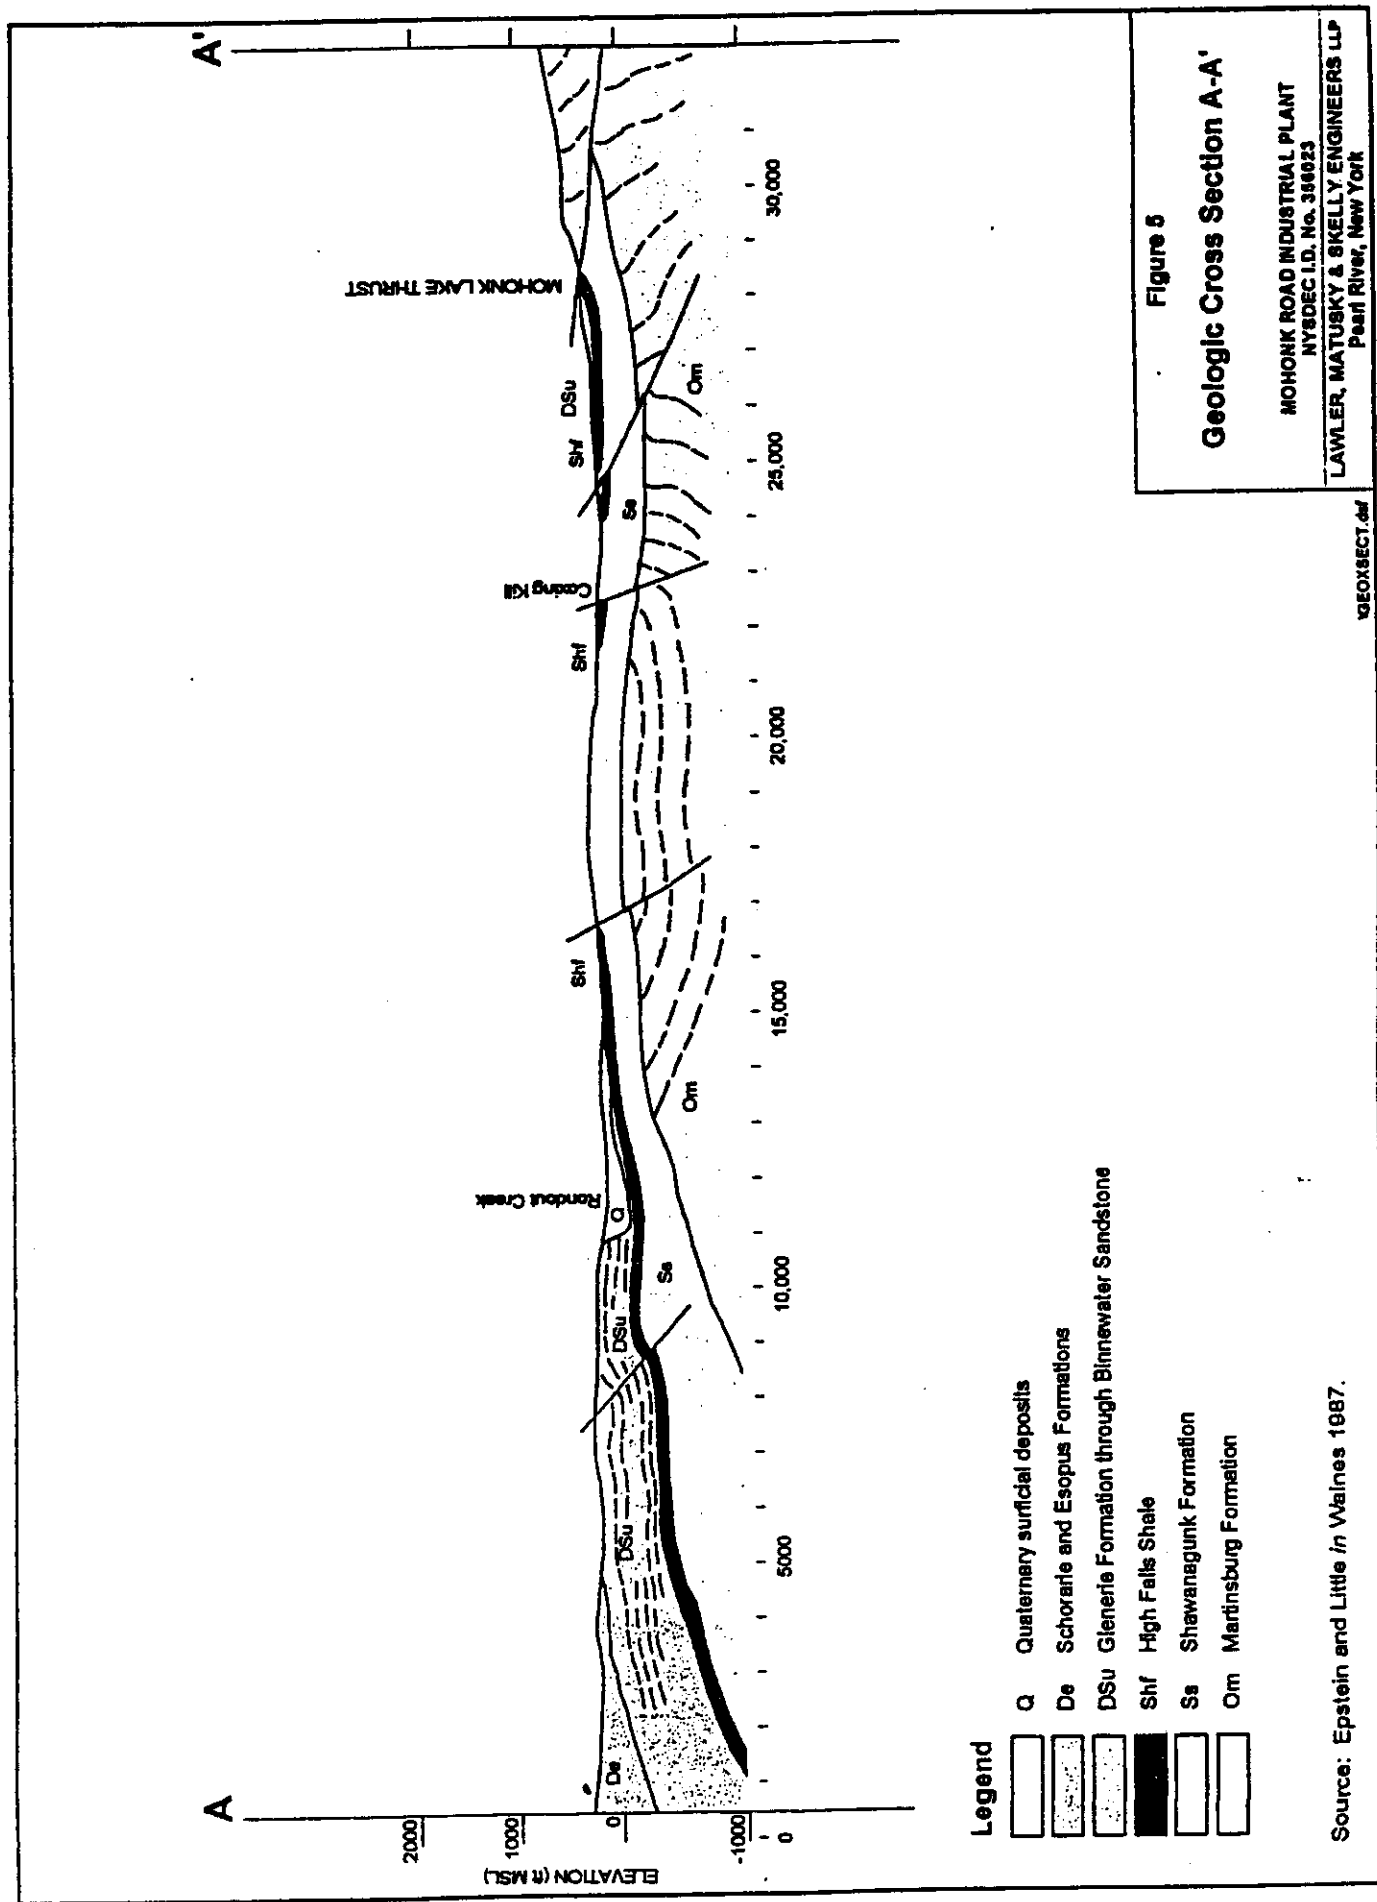 A
A'
ELEVATION (ft MSL)
2000
1000
0
-1000
0
5000
10,000
15,000
20,000
25,000
30,000
De
DSu
DSu
Q
Rondout Creek
Ss
Om
Shf
Shf
Coxing Kill
Ss
Shf
DSu
Om
MOHONK LAKE THRUST
Legend
Q Quaternary surficial deposits
De Schorarie and Esopus Formations
DSu Glenerie Formation through Binnewater Sandstone
Shf High Falls Shale
Ss Shawanagunk Formation
Om Martinsburg Formation
Source: Epstein and Little in Waines 1987.
Figure 5
Geologic Cross Section A-A'
MOHONK ROAD INDUSTRIAL PLANT
NYSDEC I.D. No. 356023
LAWLER, MATUSKY & SKELLY ENGINEERS LLP
Pearl River, New York